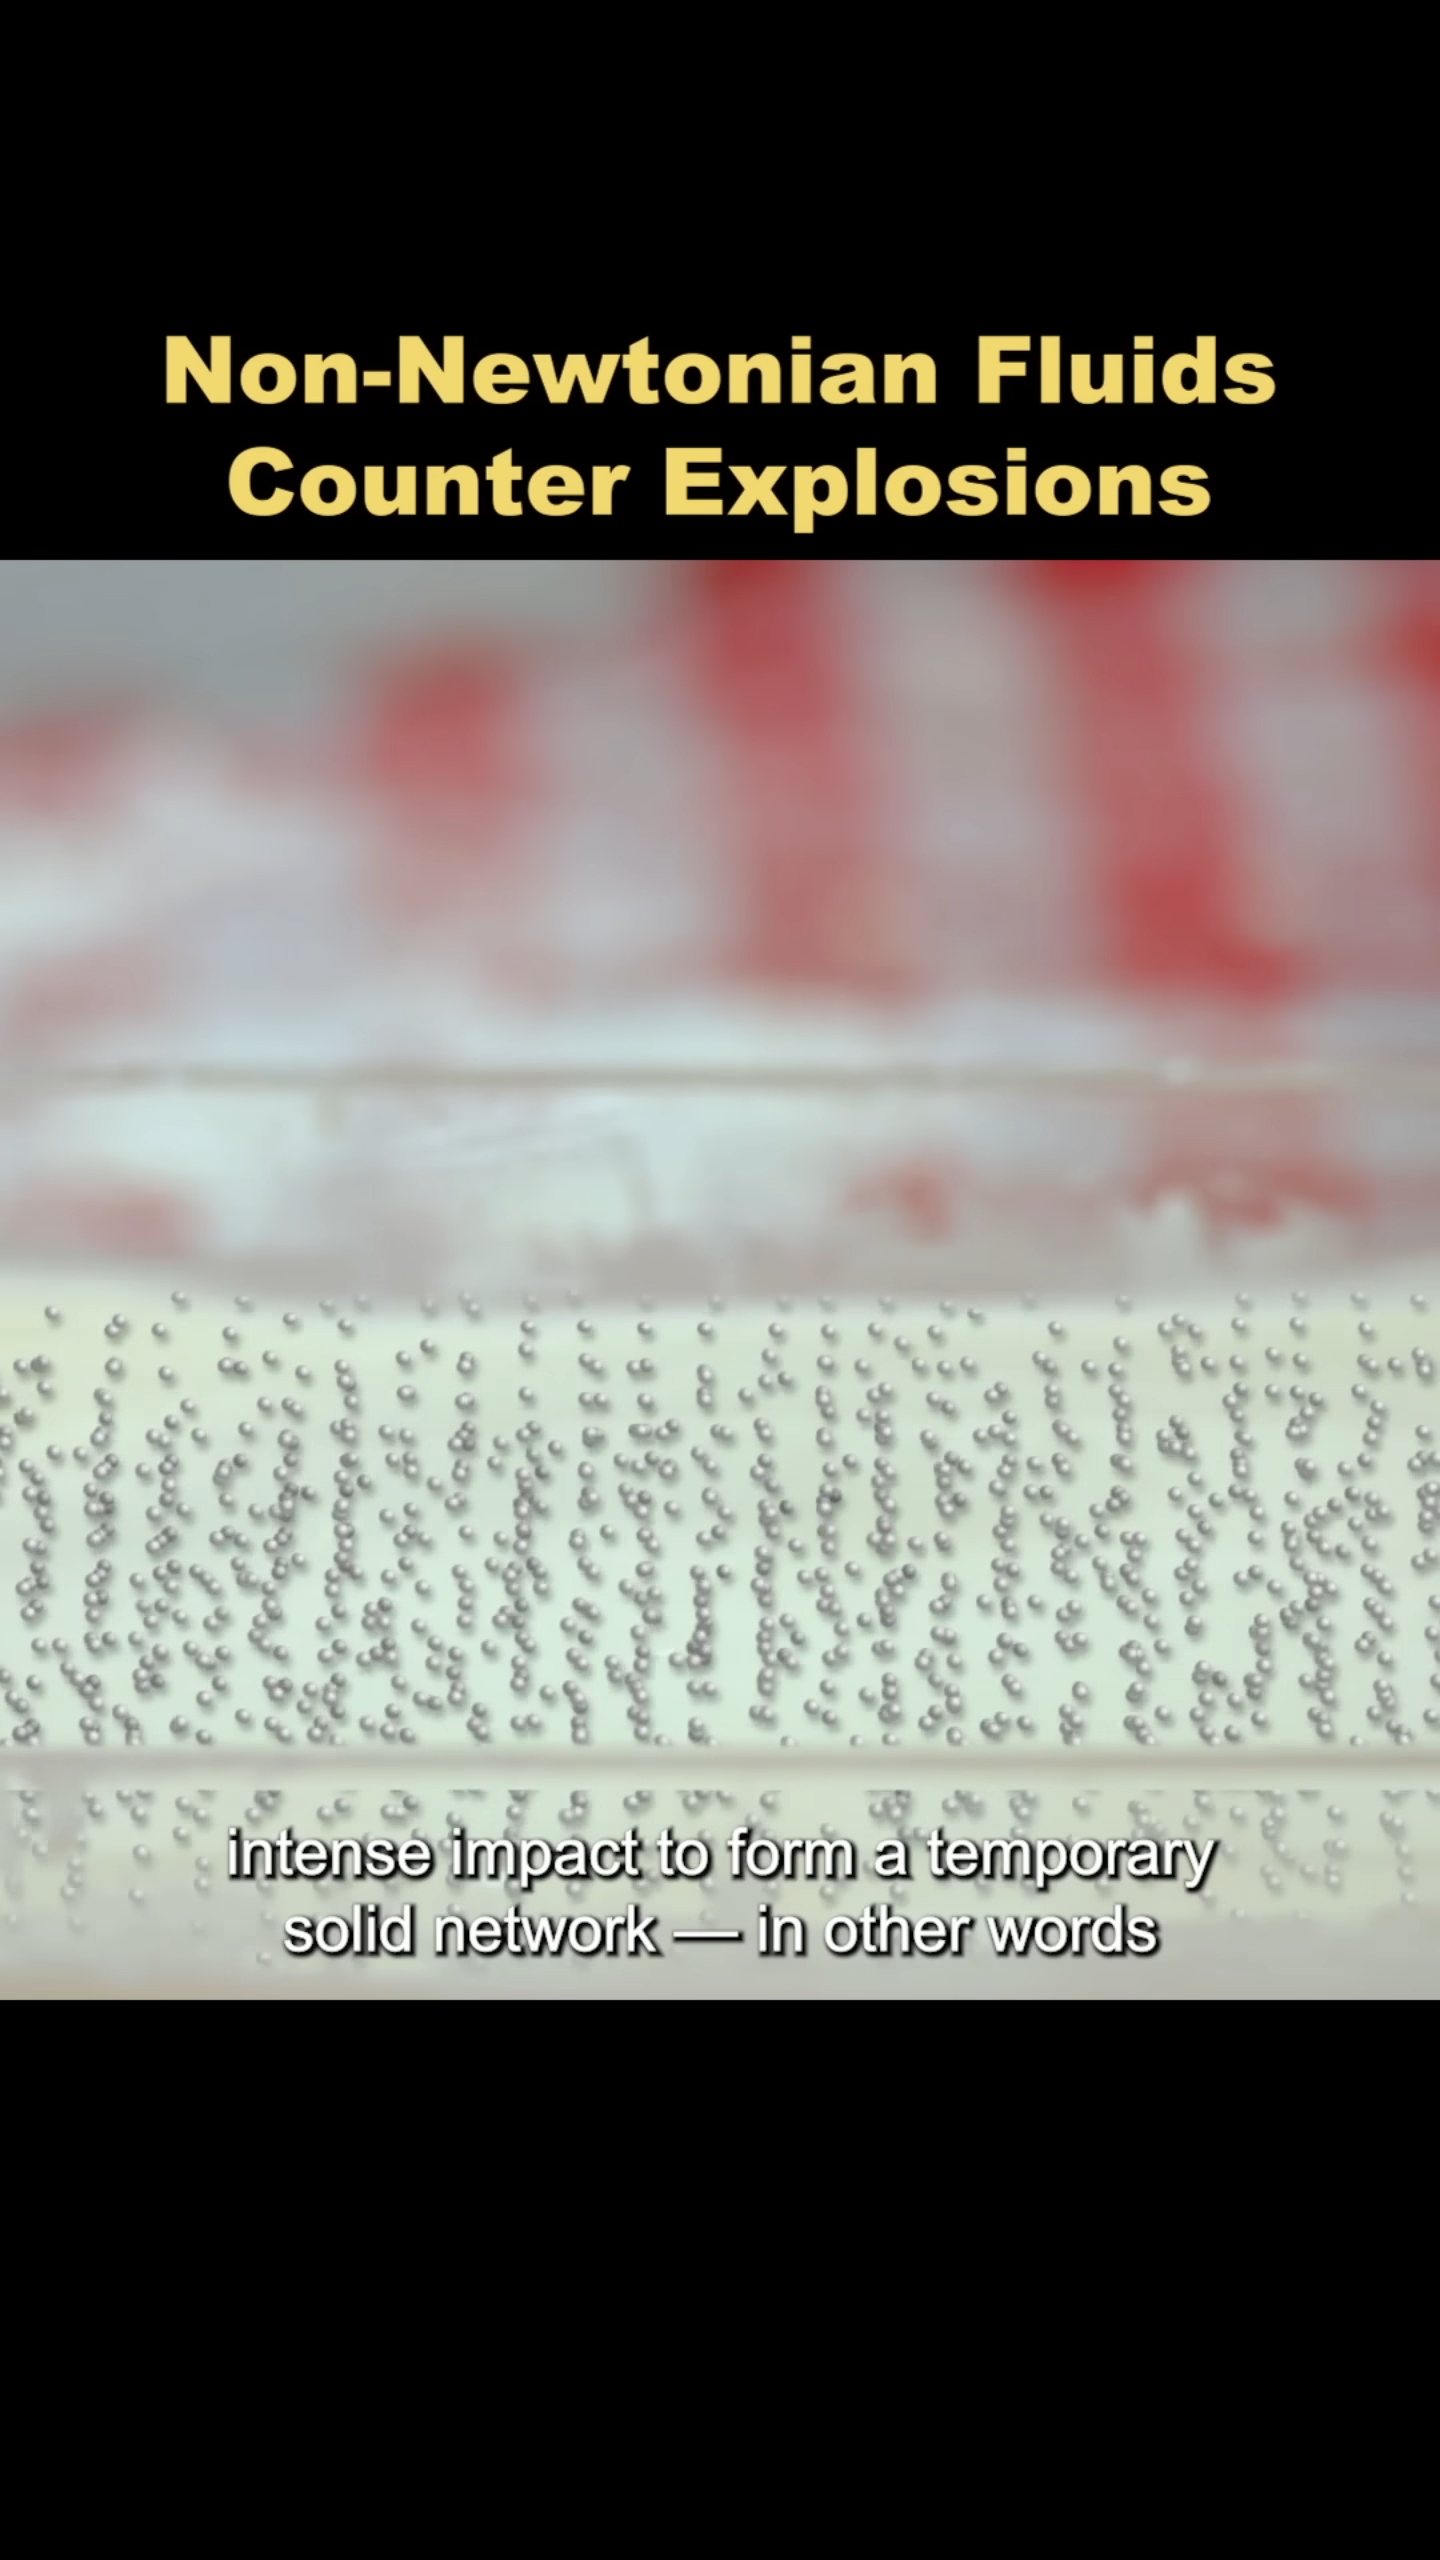 Non-Newtonian Fluids
Counter Explosions
intense impact to form a temporary
solid network — in other words